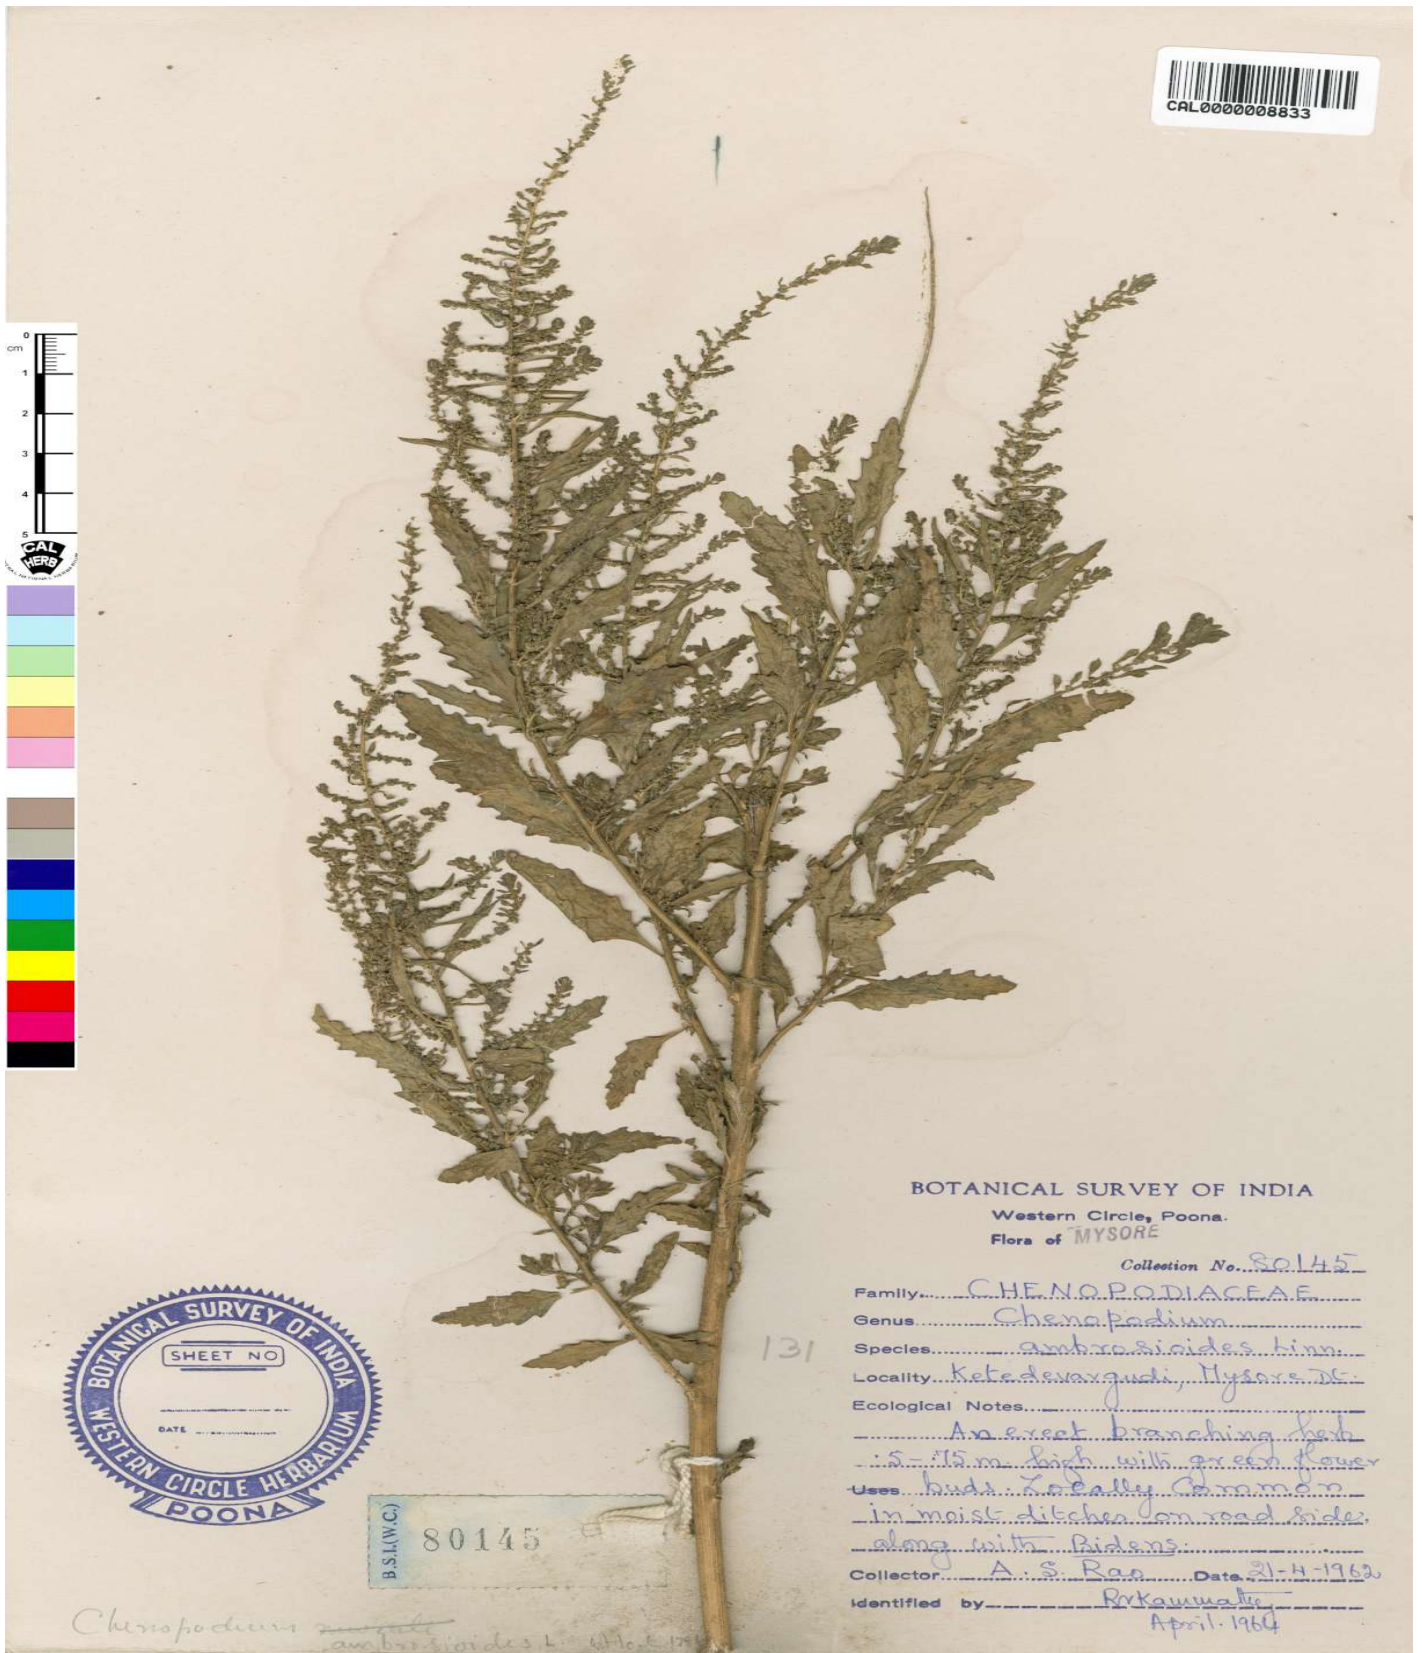 CAL0000008833
0
cm
1
2
3
4
5
CAL
HERB
BOTANICAL SURVEY OF INDIA
Western Circle, Poona.
Flora of MYSORE
Collection No. 80145
Family CHENOPODIACEAE
Genus Chenopodium
Species ambrosioides Linn.
Locality Ketedevargudi, Mysore Dt.
Ecological Notes
An erect branching herb
.5-.75 m high with green flower
Uses buds. Locally Common
in moist ditches on road side,
along with Bidens.
Collector A. S. Rao Date 21-4-1962
Identified by
April. 1964
131
BOTANICAL SURVEY OF INDIA
WESTERN CIRCLE HERBARIUM
POONA
SHEET NO
DATE
B.S.I.(W.C.)
80145
Chenopodium
ambrosioides L.